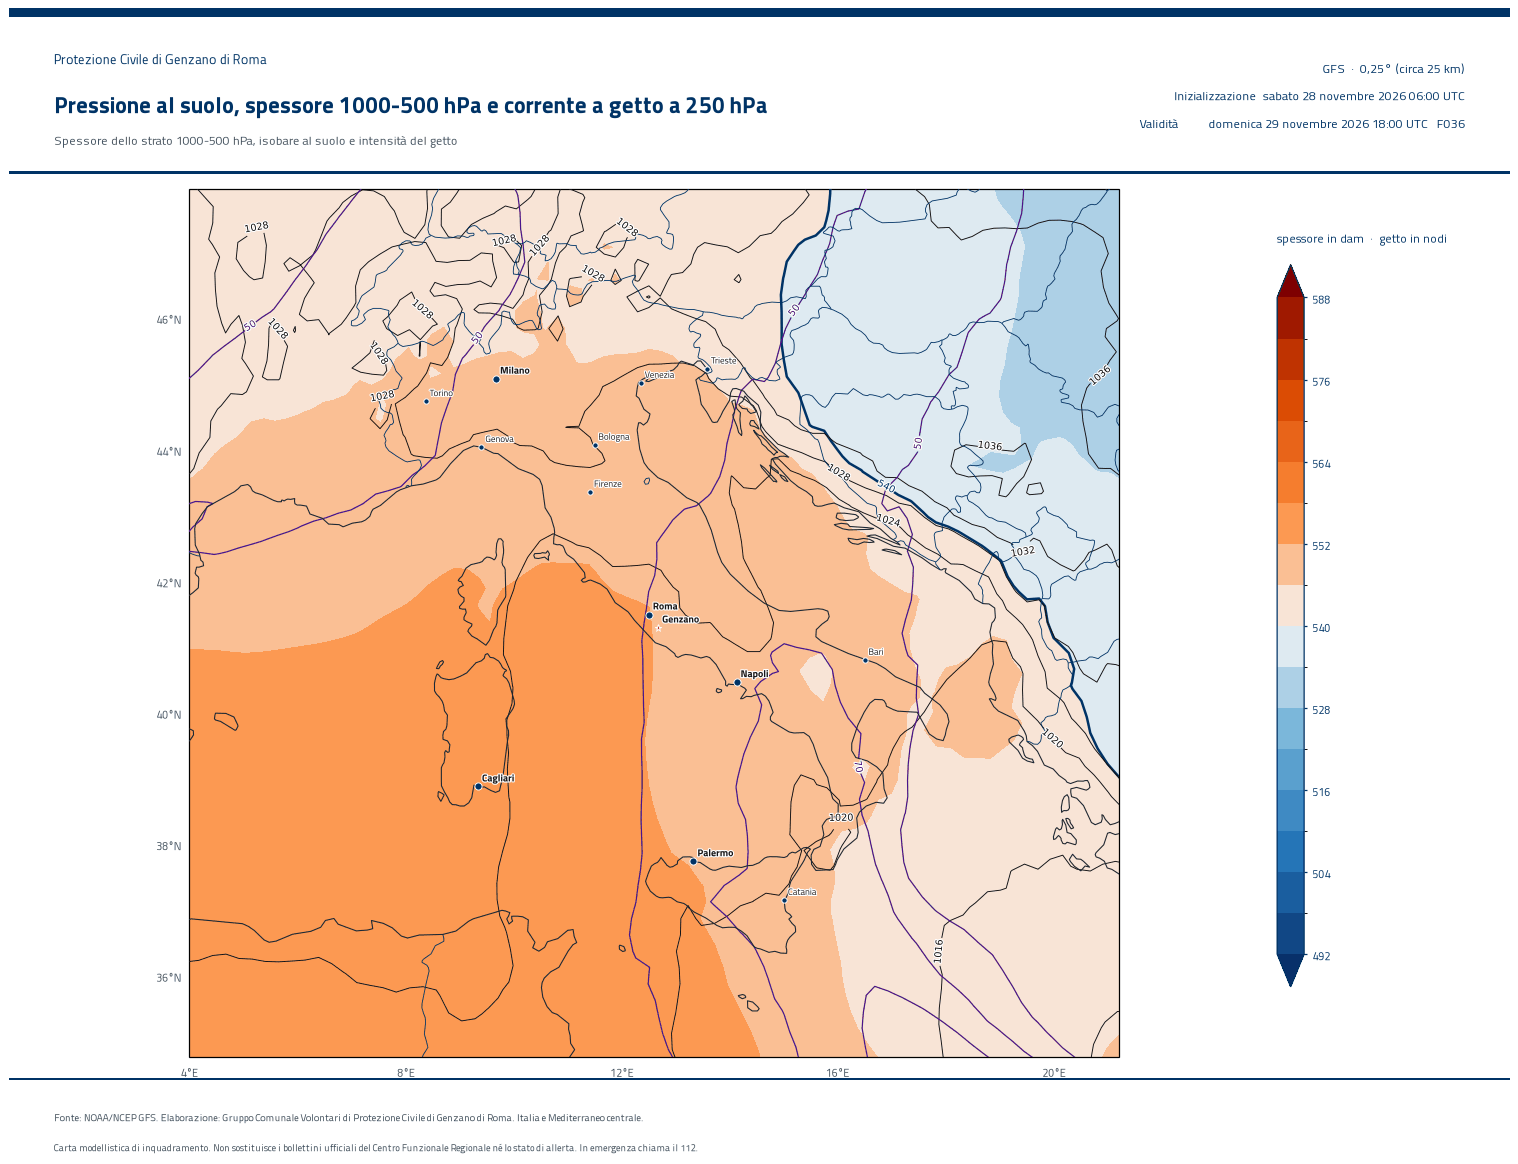 Protezione Civile di Genzano di Roma
Pressione al suolo, spessore 1000-500 hPa e corrente a getto a 250 hPa
Spessore dello strato 1000-500 hPa, isobare al suolo e intensità del getto
GFS · 0,25° (circa 25 km)
Inizializzazione sabato 28 novembre 2026 06:00 UTC
Validità domenica 29 novembre 2026 18:00 UTC F036
spessore in dam · getto in nodi
588
576
564
552
540
528
516
504
492
46°N
44°N
42°N
40°N
38°N
36°N
4°E
8°E
12°E
16°E
20°E
1028
1028
1028
1028
1028
1028
50
1028
1028
50
50
1028
1028
1036
Milano
Torino
Venezia
Trieste
Genova
Bologna
Firenze
50
1036
1028
540
1024
1032
Roma
Genzano
Bari
Napoli
1020
70
Cagliari
1020
Palermo
Catania
1016
Fonte: NOAA/NCEP GFS. Elaborazione: Gruppo Comunale Volontari di Protezione Civile di Genzano di Roma. Italia e Mediterraneo centrale.
Carta modellistica di inquadramento. Non sostituisce i bollettini ufficiali del Centro Funzionale Regionale né lo stato di allerta. In emergenza chiama il 112.